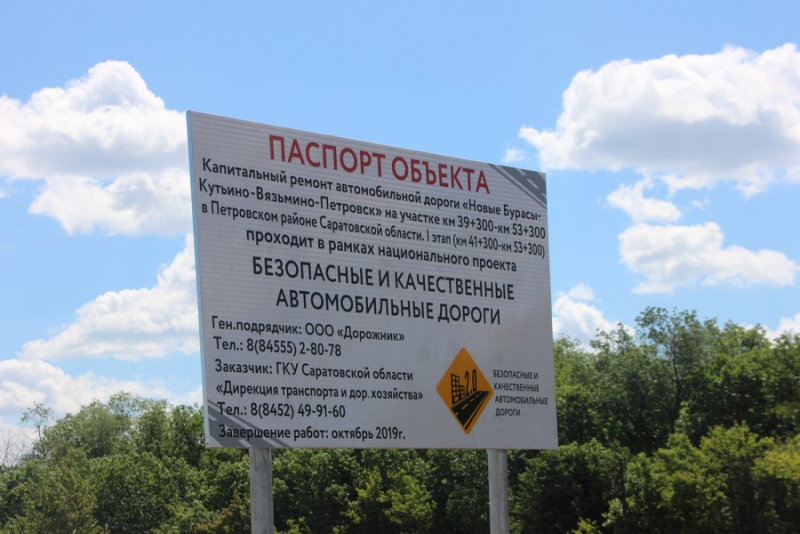 ПАСПОРТ ОБЪЕКТА
Капитальный ремонт автомобильной дороги «Новые Бурасы-
Кутьино-Вязьмино-Петровск» на участке км 39+300-км 53+300
в Петровском районе Саратовской области. I этап (км 41+300-км 53+300)
проходит в рамках национального проекта
БЕЗОПАСНЫЕ И КАЧЕСТВЕННЫЕ
АВТОМОБИЛЬНЫЕ ДОРОГИ
Ген.подрядчик: ООО «Дорожник»
Тел.: 8(84555) 2-80-78
Заказчик: ГКУ Саратовской области
«Дирекция транспорта и дор.хозяйства»
Тел.: 8(8452) 49-91-60
Завершение работ: октябрь 2019г.
2.0
БЕЗОПАСНЫЕ И
КАЧЕСТВЕННЫЕ
АВТОМОБИЛЬНЫЕ
ДОРОГИ